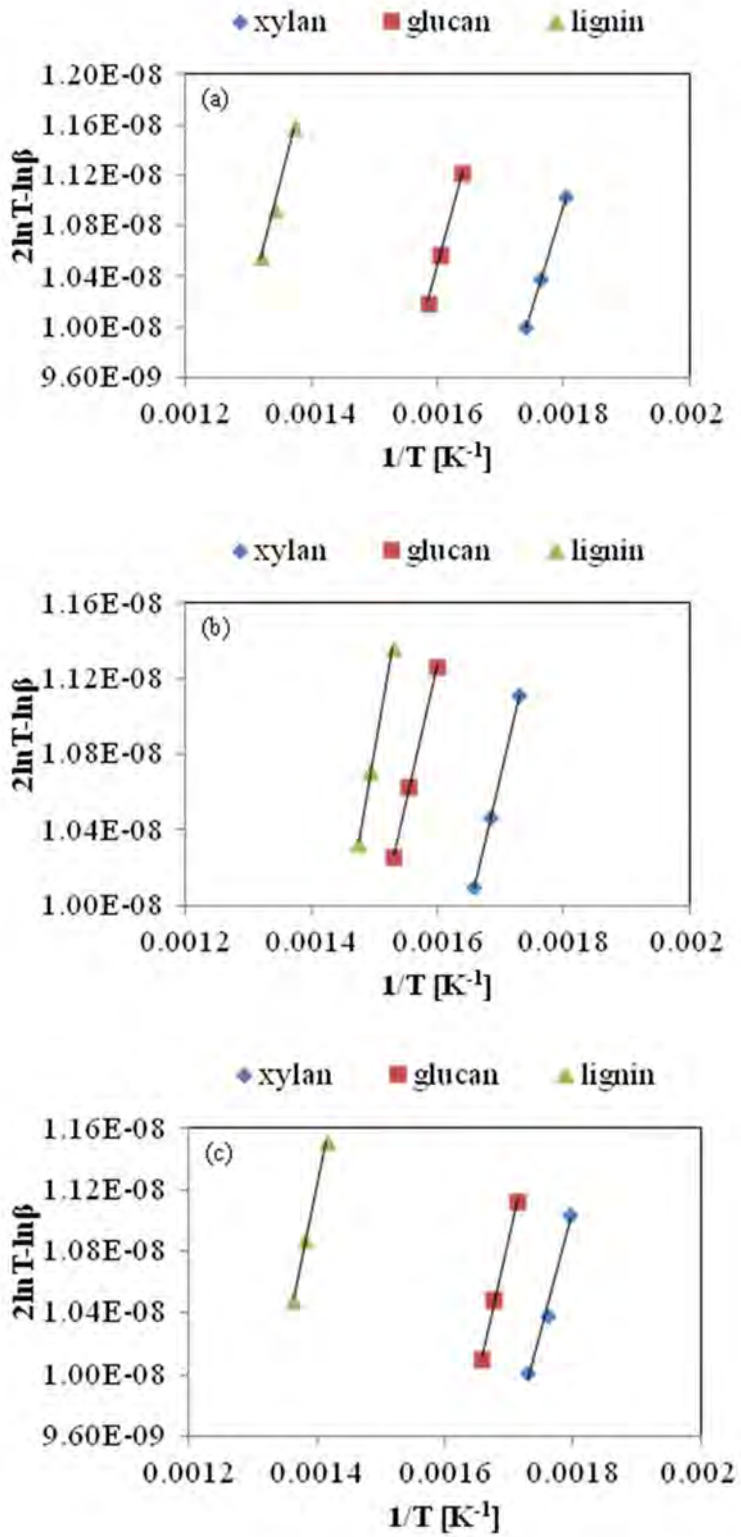 xylan glucan lignin
1.20E-08
(a)
1.16E-08
1.12E-08
1.08E-08
1.04E-08
1.00E-08
9.60E-09
2lnT-lnβ
0.0012 0.0014 0.0016 0.0018 0.002
1/T [K-1]
xylan glucan lignin
1.16E-08
(b)
1.12E-08
1.08E-08
1.04E-08
1.00E-08
2lnT-lnβ
0.0012 0.0014 0.0016 0.0018 0.002
1/T [K-1]
xylan glucan lignin
1.16E-08
(c)
1.12E-08
1.08E-08
1.04E-08
1.00E-08
9.60E-09
2lnT-lnβ
0.0012 0.0014 0.0016 0.0018 0.002
1/T [K-1]